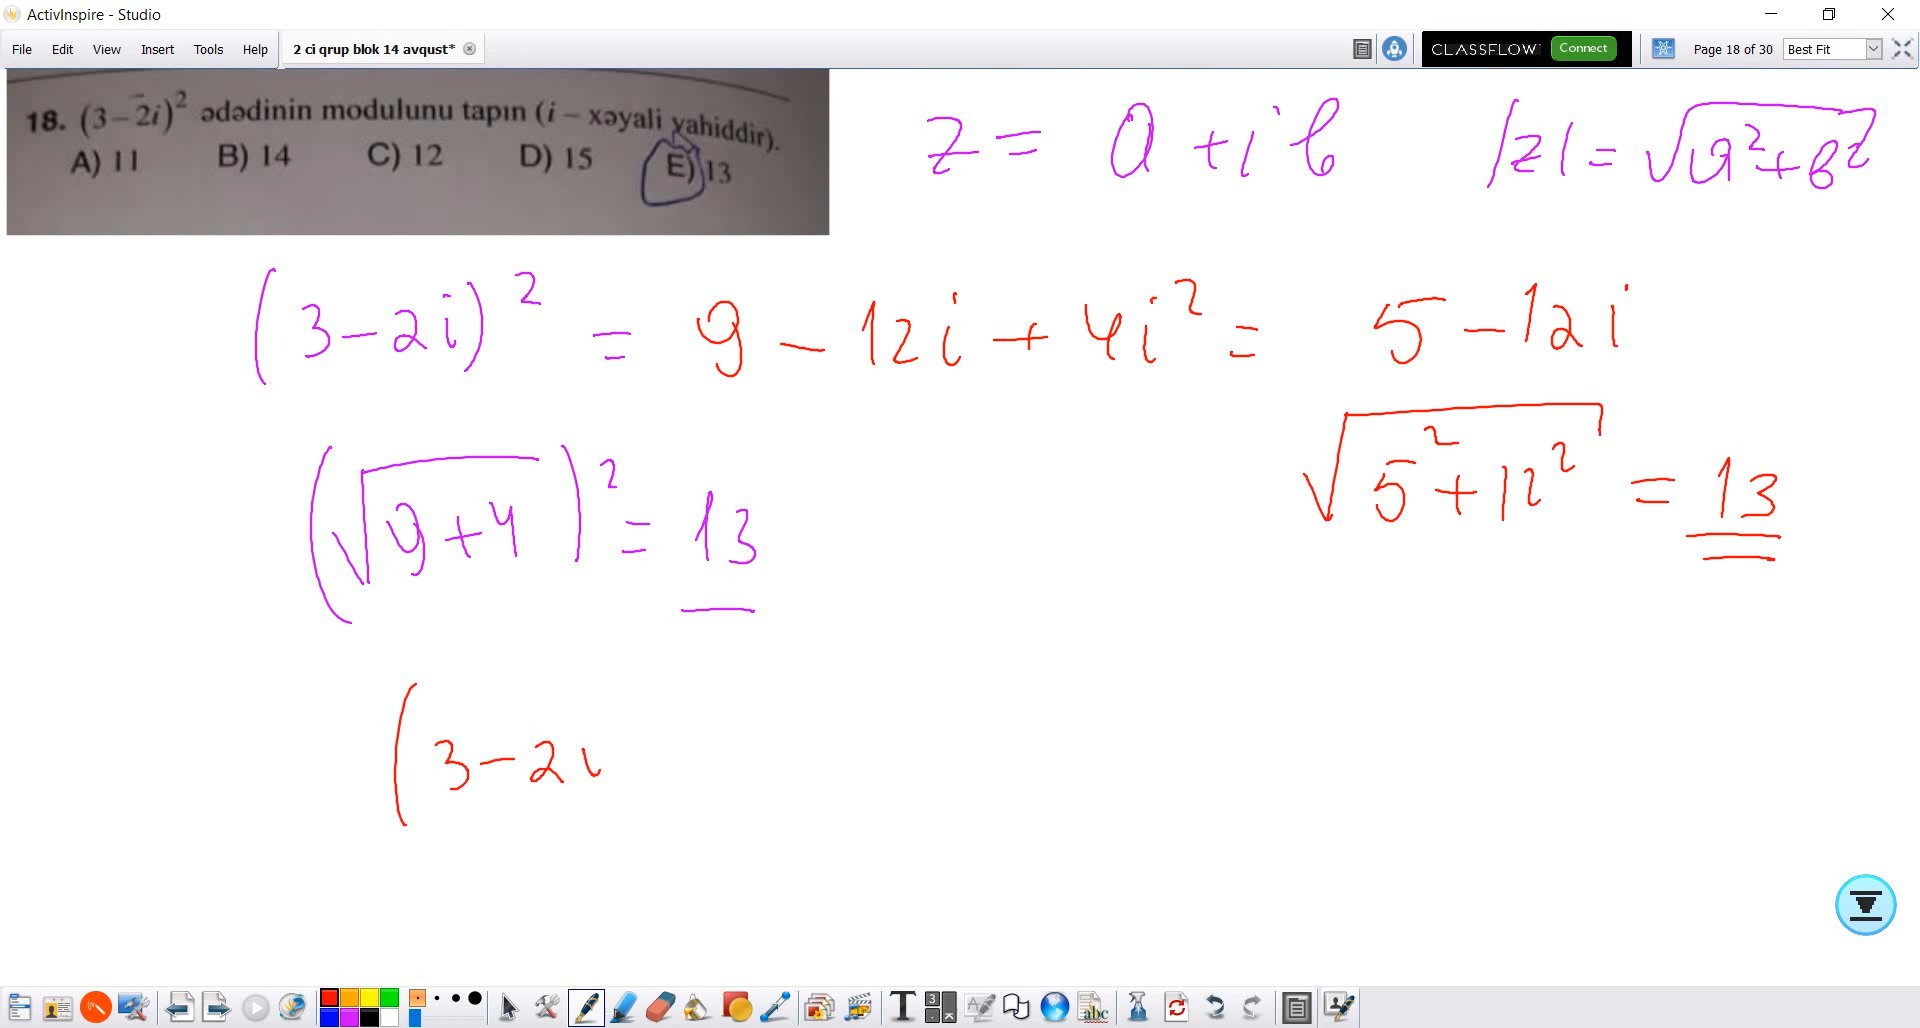 ActivInspire - Studio
File Edit View Insert Tools Help 2 ci qrup blok 14 avqust* CLASSFLOW Connect Page 18 of 30 Best Fit
18. (3-2i)² ədədinin modulunu tapın (i – xəyali vahiddir).
A) 11 B) 14 C) 12 D) 15 E) 13
z = a + i b |z| = √a²+b²
(3-2i)² = 9 - 12i + 4i² = 5 - 12i
(√9+4)² = 13 √5²+12² = 13
(3-2i
T 3 abc